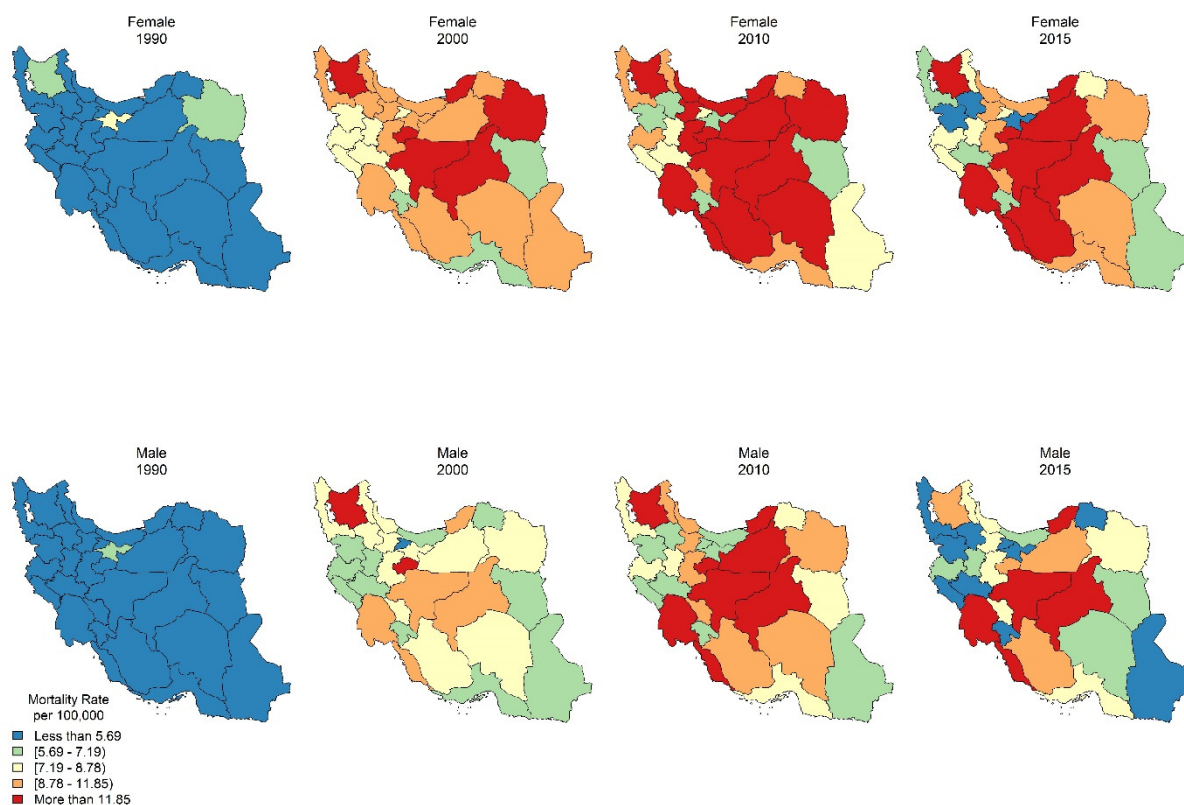 Female
1990
Female
2000
Female
2010
Female
2015
Male
1990
Male
2000
Male
2010
Male
2015
Mortality Rate
per 100,000
Less than 5.69
[5.69 - 7.19)
[7.19 - 8.78)
[8.78 - 11.85)
More than 11.85